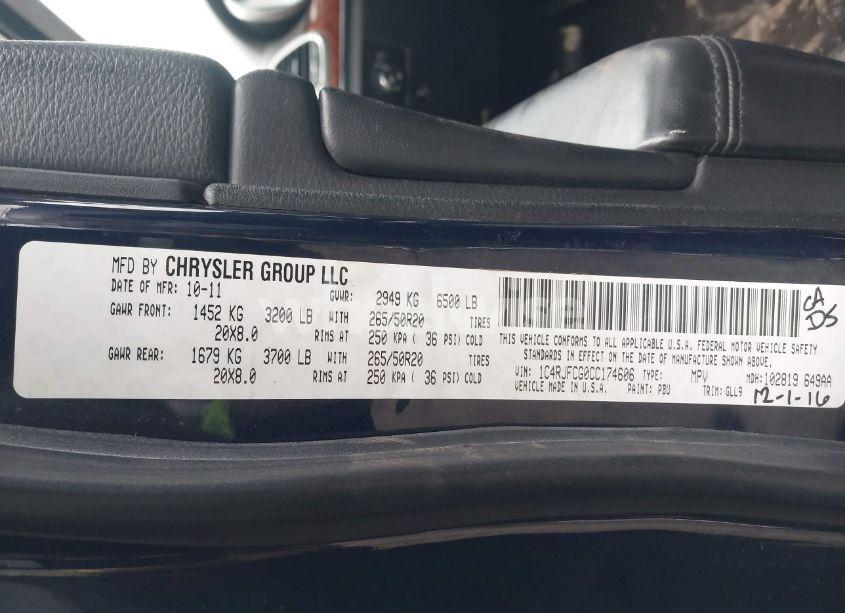 MFD BY CHRYSLER GROUP LLC
DATE OF MFR: 10-11 GVWR: 2949 KG 6500 LB
GAWR FRONT: 1452 KG 3200 LB WITH 265/50R20 TIRES
20X8.0 RIMS AT 250 KPA ( 36 PSI) COLD
GAWR REAR: 1679 KG 3700 LB WITH 265/50R20 TIRES
20X8.0 RIMS AT 250 KPA ( 36 PSI) COLD
CA
DS
THIS VEHICLE CONFORMS TO ALL APPLICABLE U.S.A. FEDERAL MOTOR VEHICLE SAFETY
STANDARDS IN EFFECT ON THE DATE OF MANUFACTURE SHOWN ABOVE.
VIN: 1C4RJFCG0CC174606 TYPE: MPV MDH:102819 649AA
VEHICLE MADE IN U.S.A. PAINT: PBU TRIM: GLL9 12-1-16